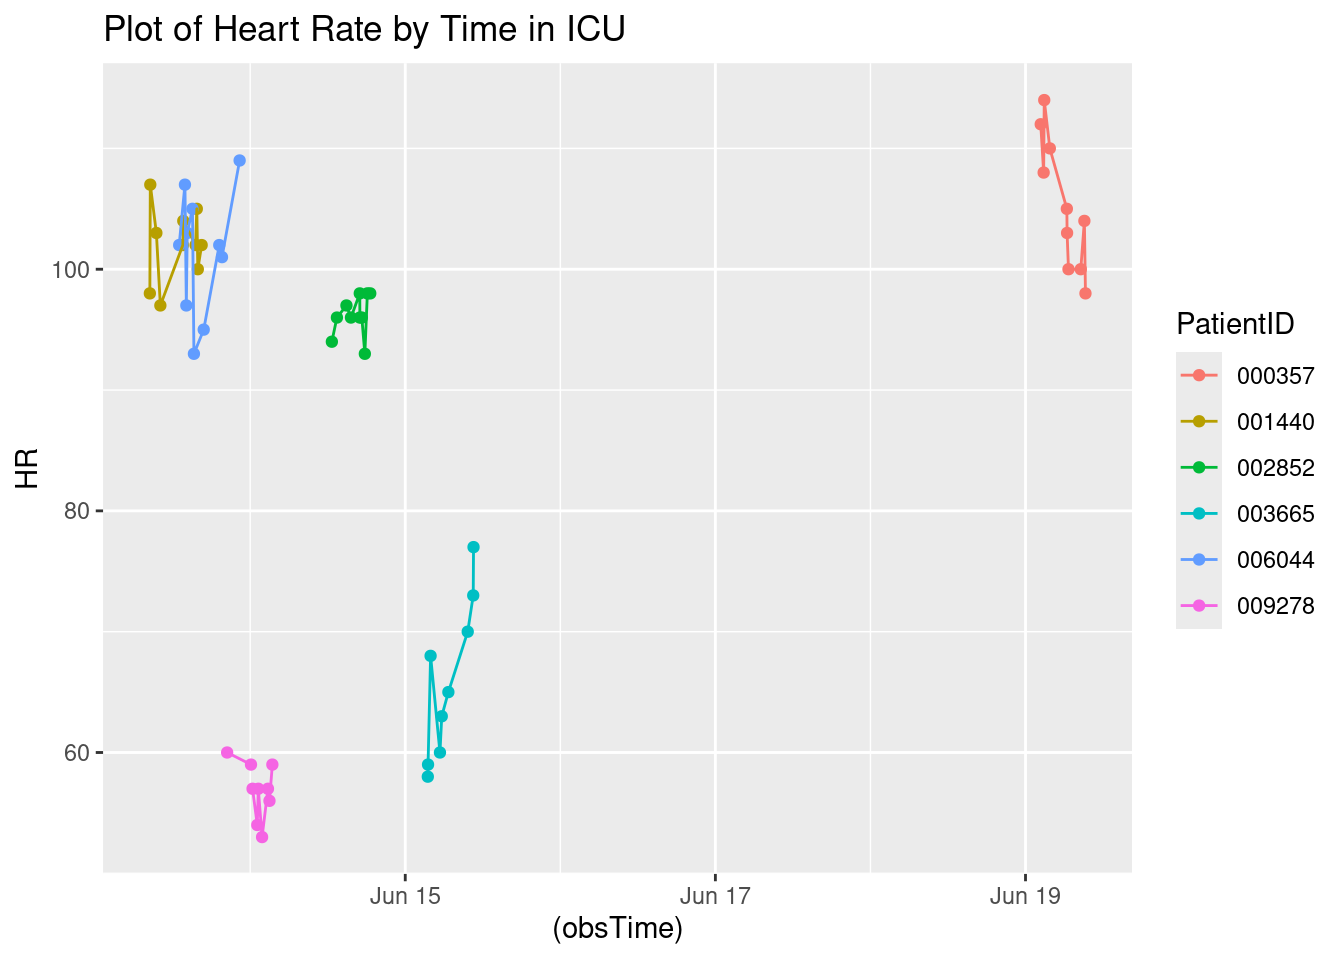 Plot of Heart Rate by Time in ICU
HR
100
80
60
Jun 15
Jun 17
Jun 19
(obsTime)
PatientID
000357
001440
002852
003665
006044
009278